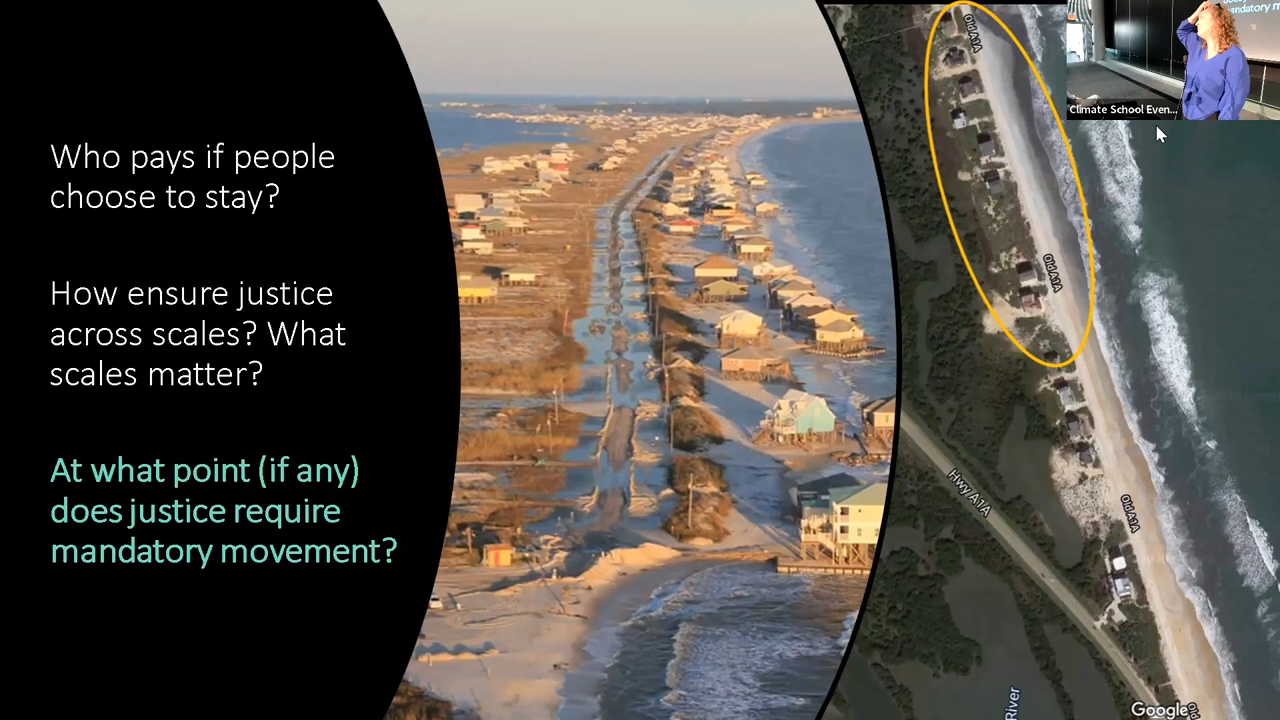 Who pays if people
choose to stay?
How ensure justice
across scales? What
scales matter?
At what point (if any)
does justice require
mandatory movement?
Old A1A
Old A1A
Old A1A
Hwy A1A
River
Google
Climate School Even...
mandatory m